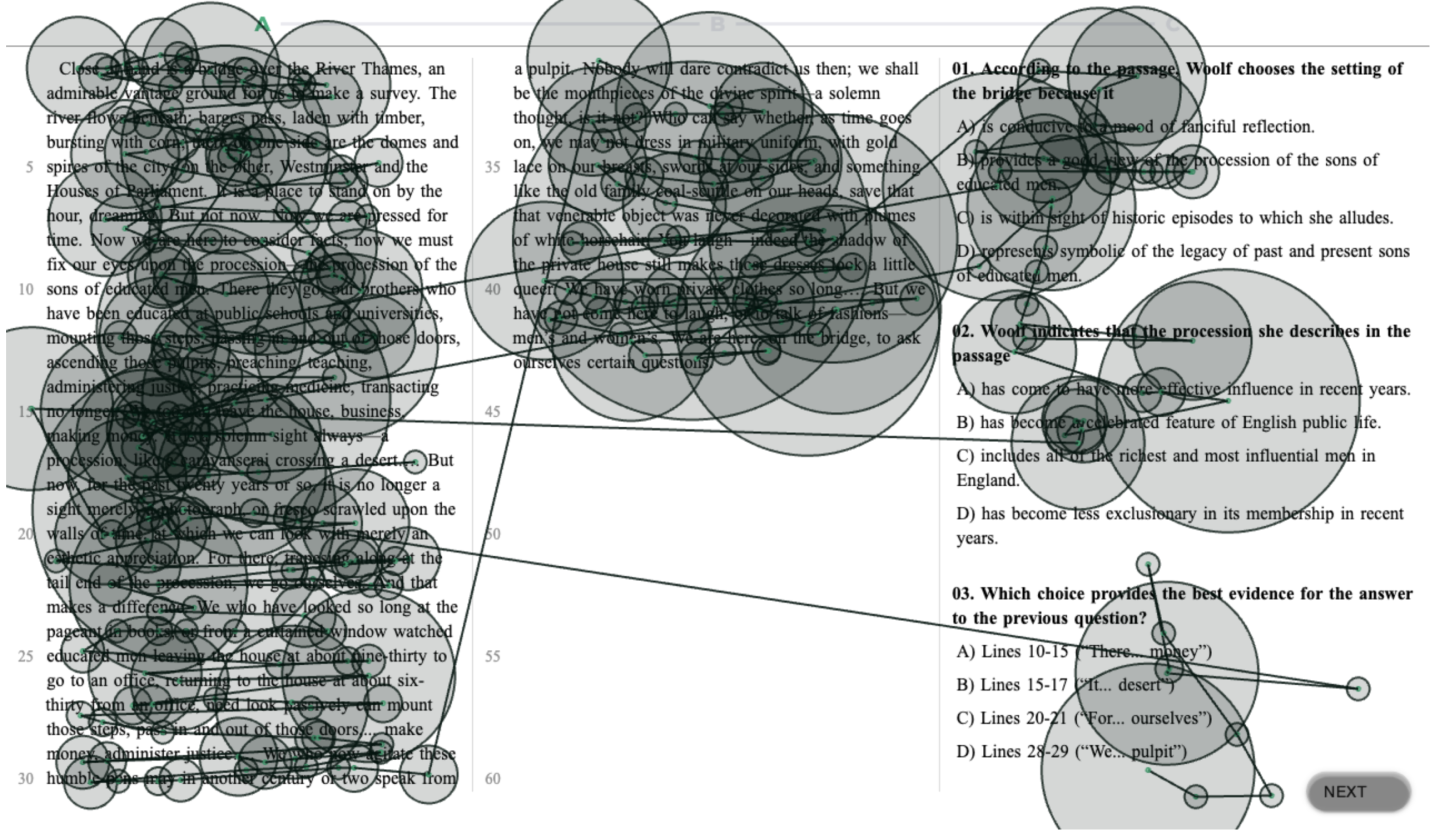 A
B
C
Close at hand is a bridge over the River Thames, an
admirable vantage ground for us to make a survey. The
river flows beneath; barges pass, laden with timber,
bursting with corn; there on one side are the domes and
5 spires of the city; on the other, Westminster and the
Houses of Parliament. It is a place to stand on by the
hour, dreaming. But not now. Now we are pressed for
time. Now we are here to consider facts; now we must
fix our eyes upon the procession—the procession of the
10 sons of educated men. There they go, our brothers who
have been educated at public schools and universities,
mounting those steps, passing in and out of those doors,
ascending those pulpits, preaching, teaching,
administering justice, practising medicine, transacting
15 no longer leave the house, business,
making money. solemn sight always—a
procession, like a caravanserai crossing a desert.... But
now, for the past twenty years or so, it is no longer a
sight merely, a photograph, or fresco scrawled upon the
20 walls of time, at which we can look with merely an
esthetic appreciation. For there, trapesing along at the
tail end of the procession, we go ourselves. And that
makes a difference. We who have looked so long at the
pageant in books, or from a curtained window watched
25 educated men leaving the house at about nine-thirty to
go to an office, returning to the house at about six-
thirty from an office, need look passively can mount
those steps, pass in and out of those doors,... make
money, administer justice.... We who now agitate these
30 humble pens may in another century or two speak from
a pulpit. Nobody will dare contradict us then; we shall
be the mouthpieces of the divine spirit—a solemn
thought, is it not? Who can say whether, as time goes
on, we may not dress in military uniform, with gold
35 lace on our breasts, swords at our sides, and something
like the old family coal-scuttle on our heads, save that
that venerable object was never decorated with plumes
of white horsehair. You laugh—indeed the shadow of
the private house still makes those dresses look a little
40 queer. We have worn private clothes so long.... But we
have not come here to laugh, or to talk of fashions—
men's and women's. We are here, on the bridge, to ask
ourselves certain questions.
45
50
55
60
01. According to the passage, Woolf chooses the setting of
the bridge because it
A) is conducive to a mood of fanciful reflection.
B) provides a good view of the procession of the sons of
educated men.
C) is within sight of historic episodes to which she alludes.
D) represents symbolic of the legacy of past and present sons
of educated men.
02. Woolf indicates that the procession she describes in the
passage
A) has come to have more effective influence in recent years.
B) has become a celebrated feature of English public life.
C) includes all of the richest and most influential men in
England.
D) has become less exclusionary in its membership in recent
years.
03. Which choice provides the best evidence for the answer
to the previous question?
A) Lines 10-15 (“There... money”)
B) Lines 15-17 (“It... desert”)
C) Lines 20-21 (“For... ourselves”)
D) Lines 28-29 (“We... pulpit”)
NEXT